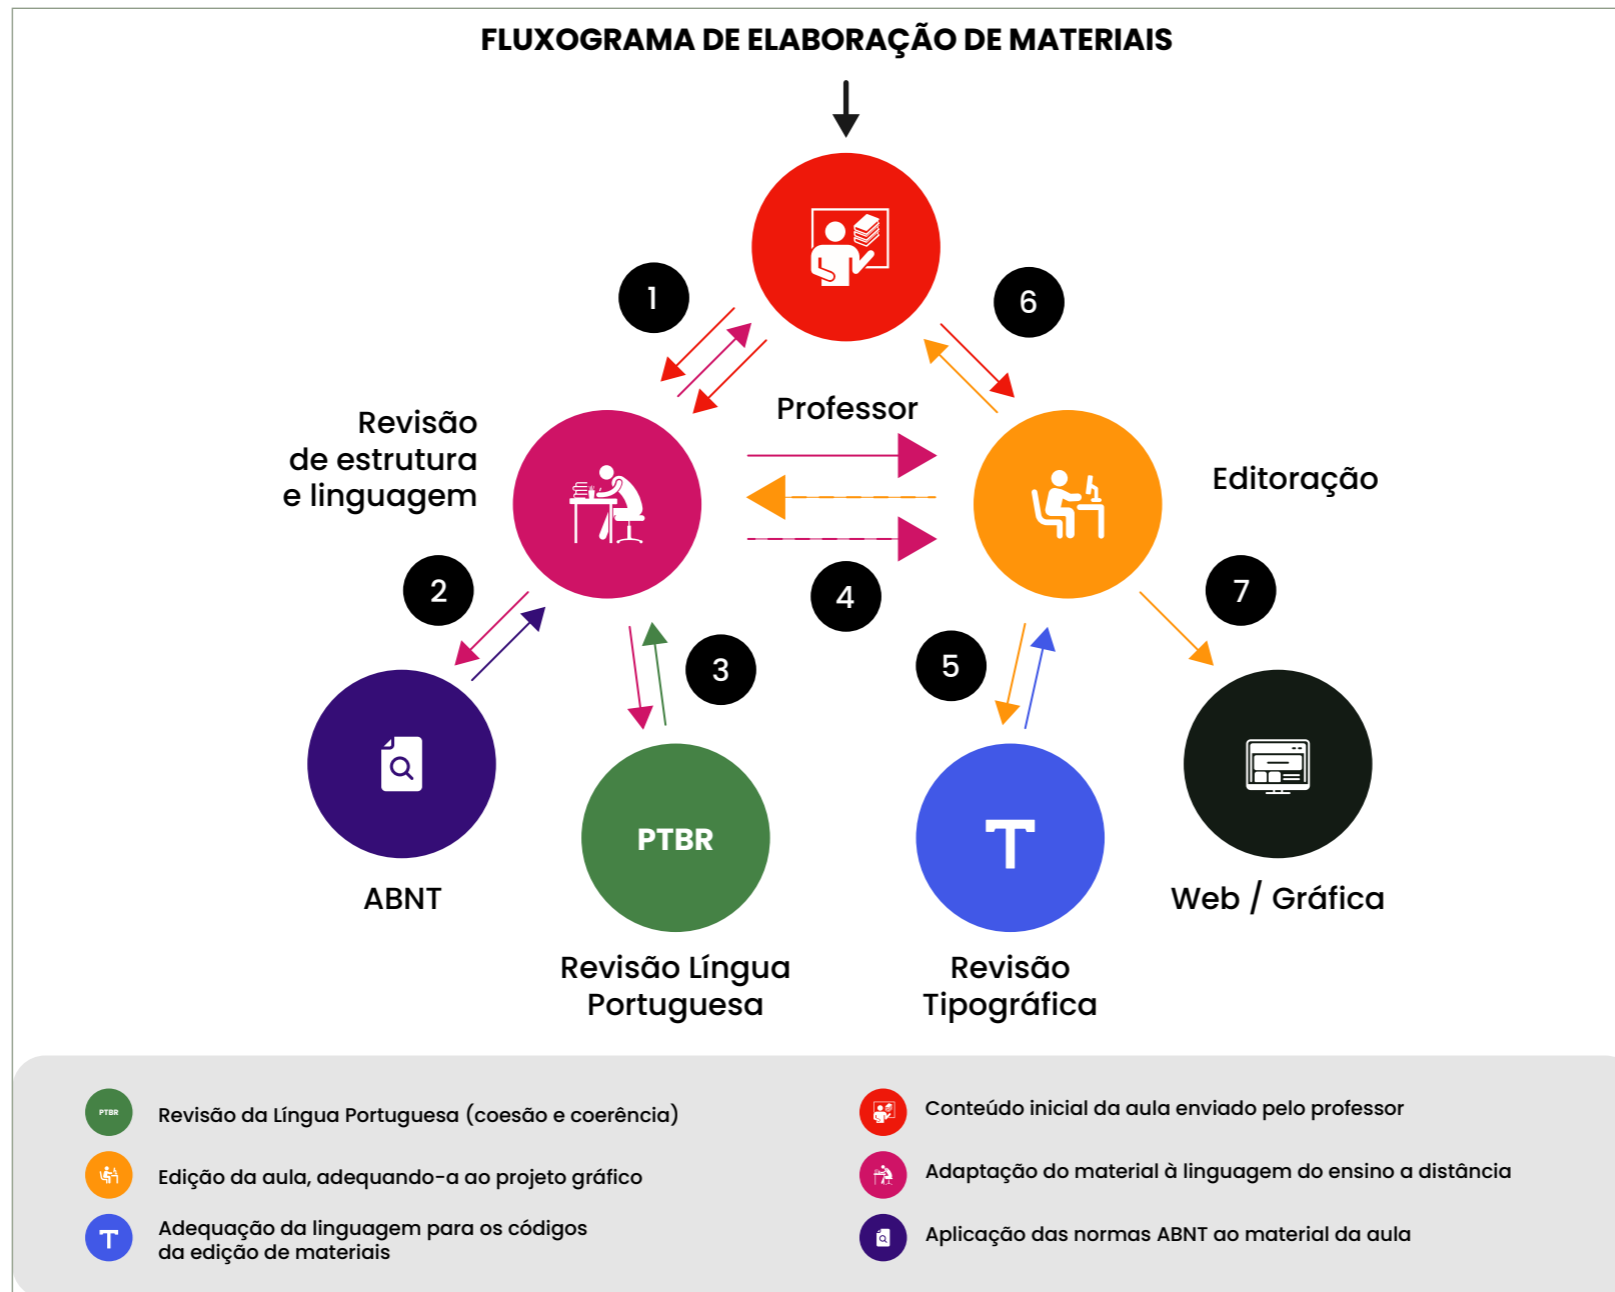 FLUXOGRAMA DE ELABORAÇÃO DE MATERIAIS
1
6
Professor
Revisão
de estrutura
e linguagem
Editoração
2
4
7
3
5
PTBR
T
ABNT
Web / Gráfica
Revisão Língua
Portuguesa
Revisão
Tipográfica
PTBR
Revisão da Língua Portuguesa (coesão e coerência)
Edição da aula, adequando-a ao projeto gráfico
T
Adequação da linguagem para os códigos
da edição de materiais
Conteúdo inicial da aula enviado pelo professor
Adaptação do material à linguagem do ensino a distância
Aplicação das normas ABNT ao material da aula